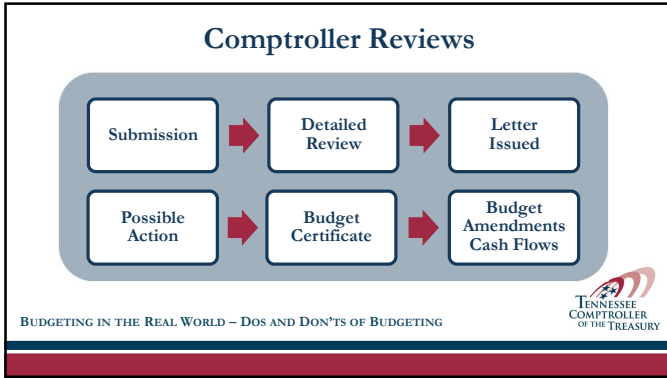 Comptroller Reviews
Submission
Detailed
Review
Letter
Issued
Possible
Action
Budget
Certificate
Budget
Amendments
Cash Flows
BUDGETING IN THE REAL WORLD – DOS AND DON'TS OF BUDGETING
TENNESSEE
COMPTROLLER
OF THE TREASURY